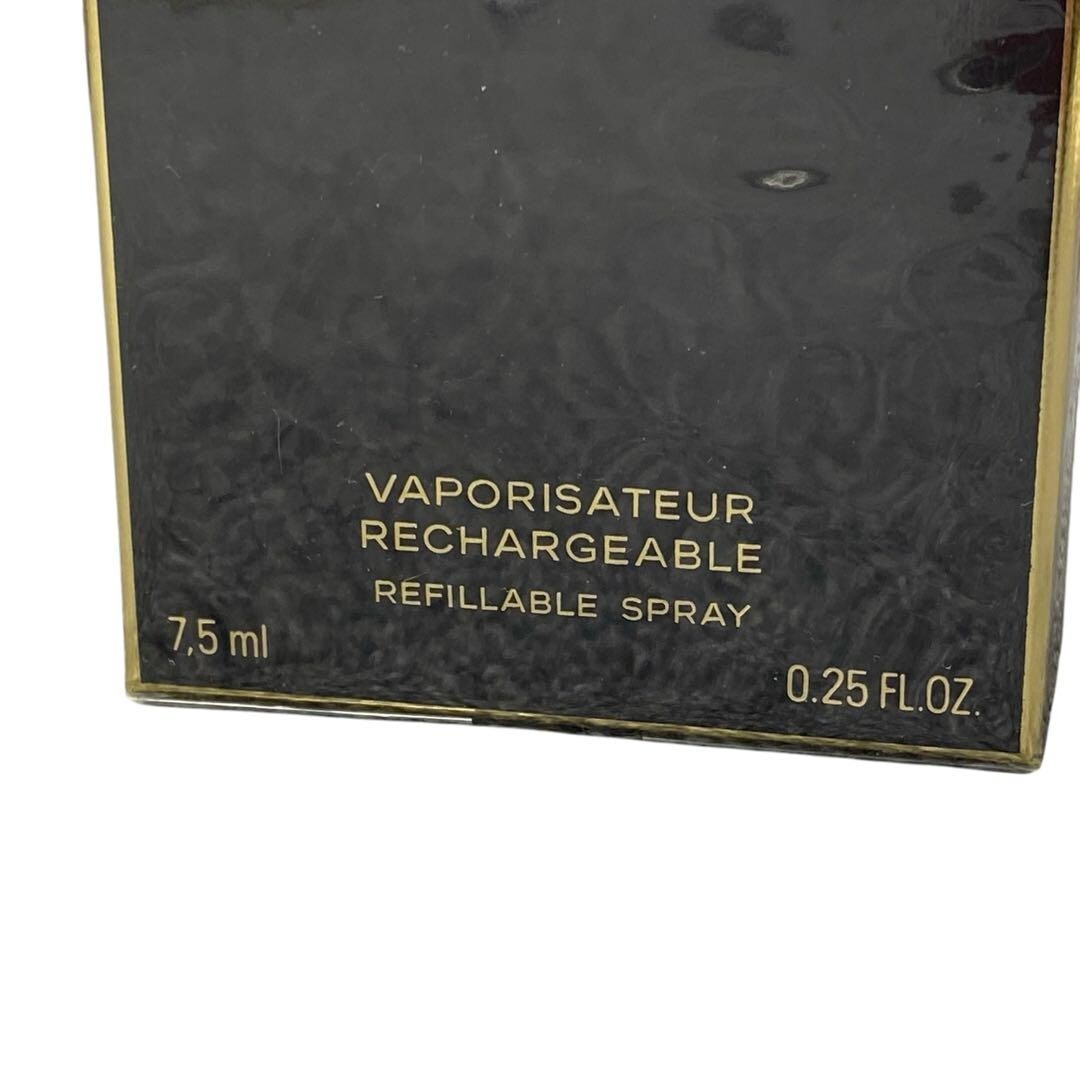 VAPORISATEUR
RECHARGEABLE
REFILLABLE SPRAY
7,5 ml
0.25 FL.OZ.